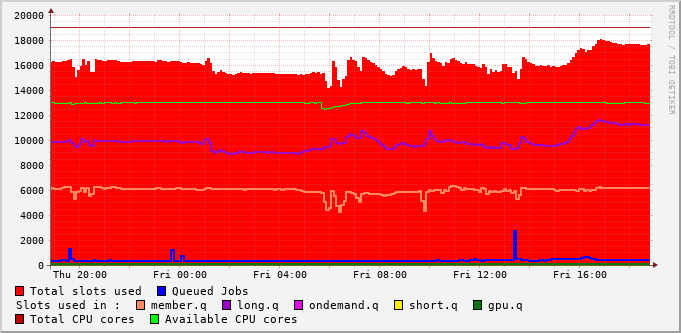 20000
18000
16000
14000
12000
10000
8000
6000
4000
2000
0
Thu 20:00 Fri 00:00 Fri 04:00 Fri 08:00 Fri 12:00 Fri 16:00
RRDTOOL / TOBI OETIKER
Total slots used Queued Jobs
Slots used in : member.q long.q ondemand.q short.q gpu.q
Total CPU cores Available CPU cores